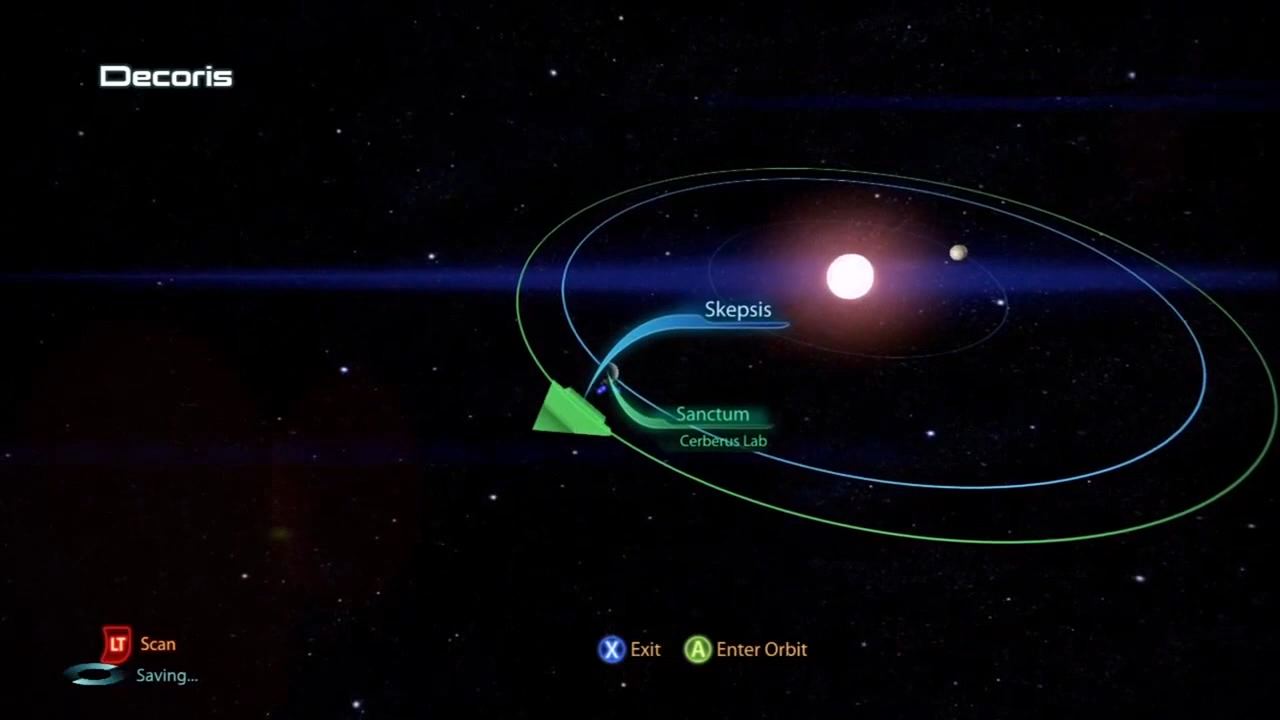 Decoris
Skepsis
Sanctum
Cerberus Lab
LT Scan
X Exit A Enter Orbit
Saving...